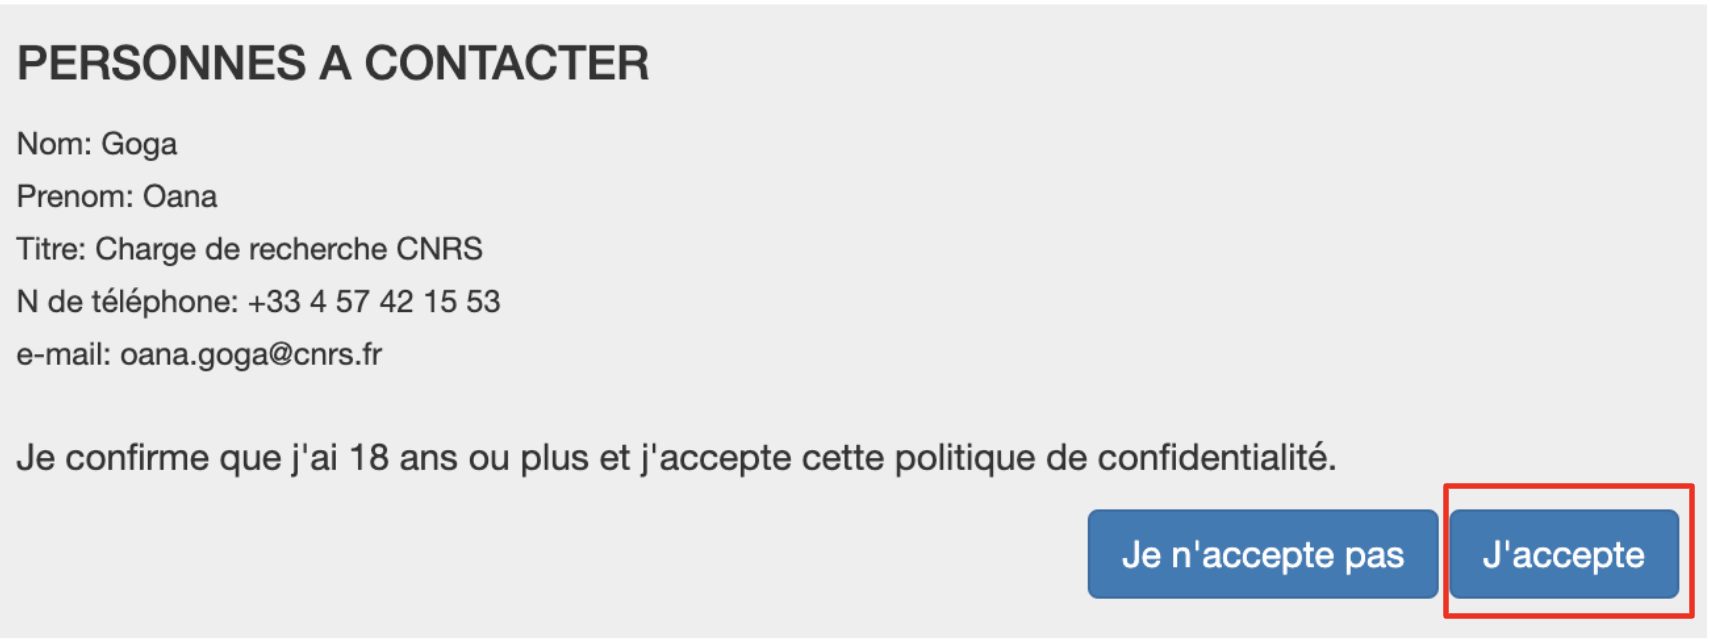 PERSONNES A CONTACTER
Nom: Goga
Prenom: Oana
Titre: Charge de recherche CNRS
N de téléphone: +33 4 57 42 15 53
e-mail: oana.goga@cnrs.fr
Je confirme que j'ai 18 ans ou plus et j'accepte cette politique de confidentialité.
Je n'accepte pas J'accepte